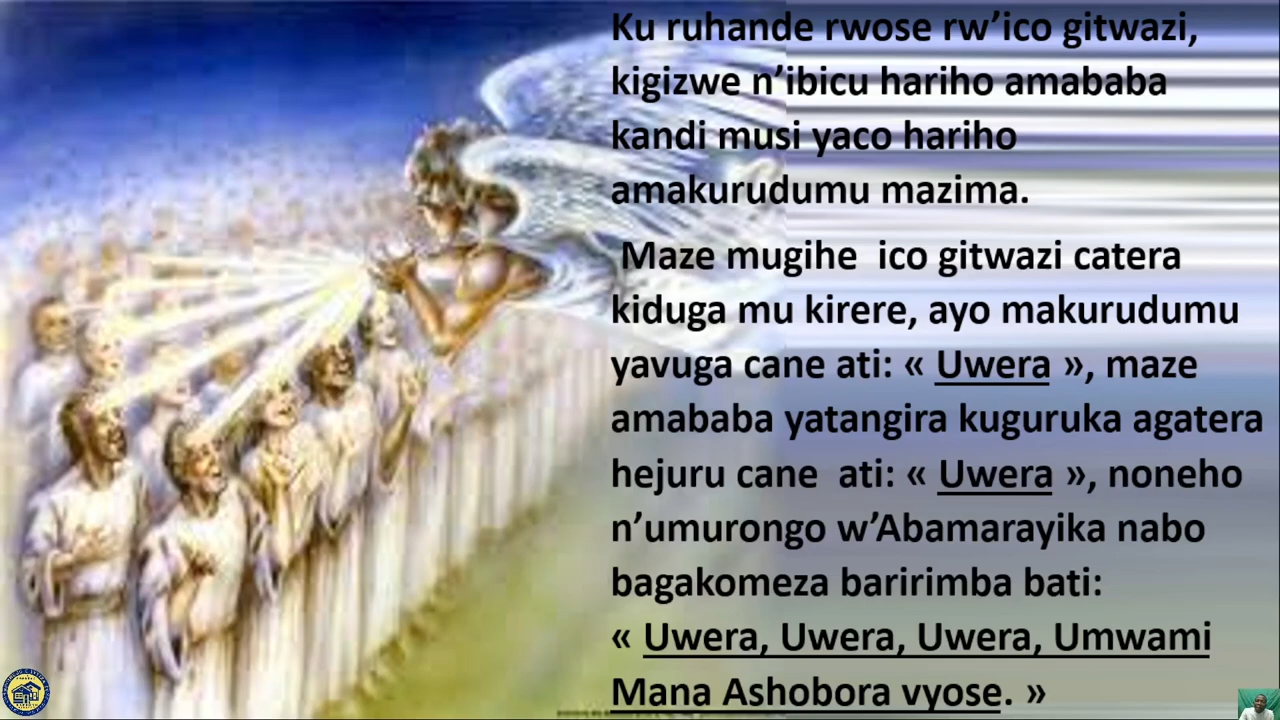 Ku ruhande rwose rw’ico gitwazi,
kigizwe n’ibicu hariho amababa
kandi musi yaco hariho
amakurudumu mazima.
Maze mugihe ico gitwazi catera
kiduga mu kirere, ayo makurudumu
yavuga cane ati: « Uwera », maze
amababa yatangira kuguruka agatera
hejuru cane ati: « Uwera », noneho
n’umurongo w’Abamarayika nabo
bagakomeza baririmba bati:
« Uwera, Uwera, Uwera, Umwami
Mana Ashobora vyose. »